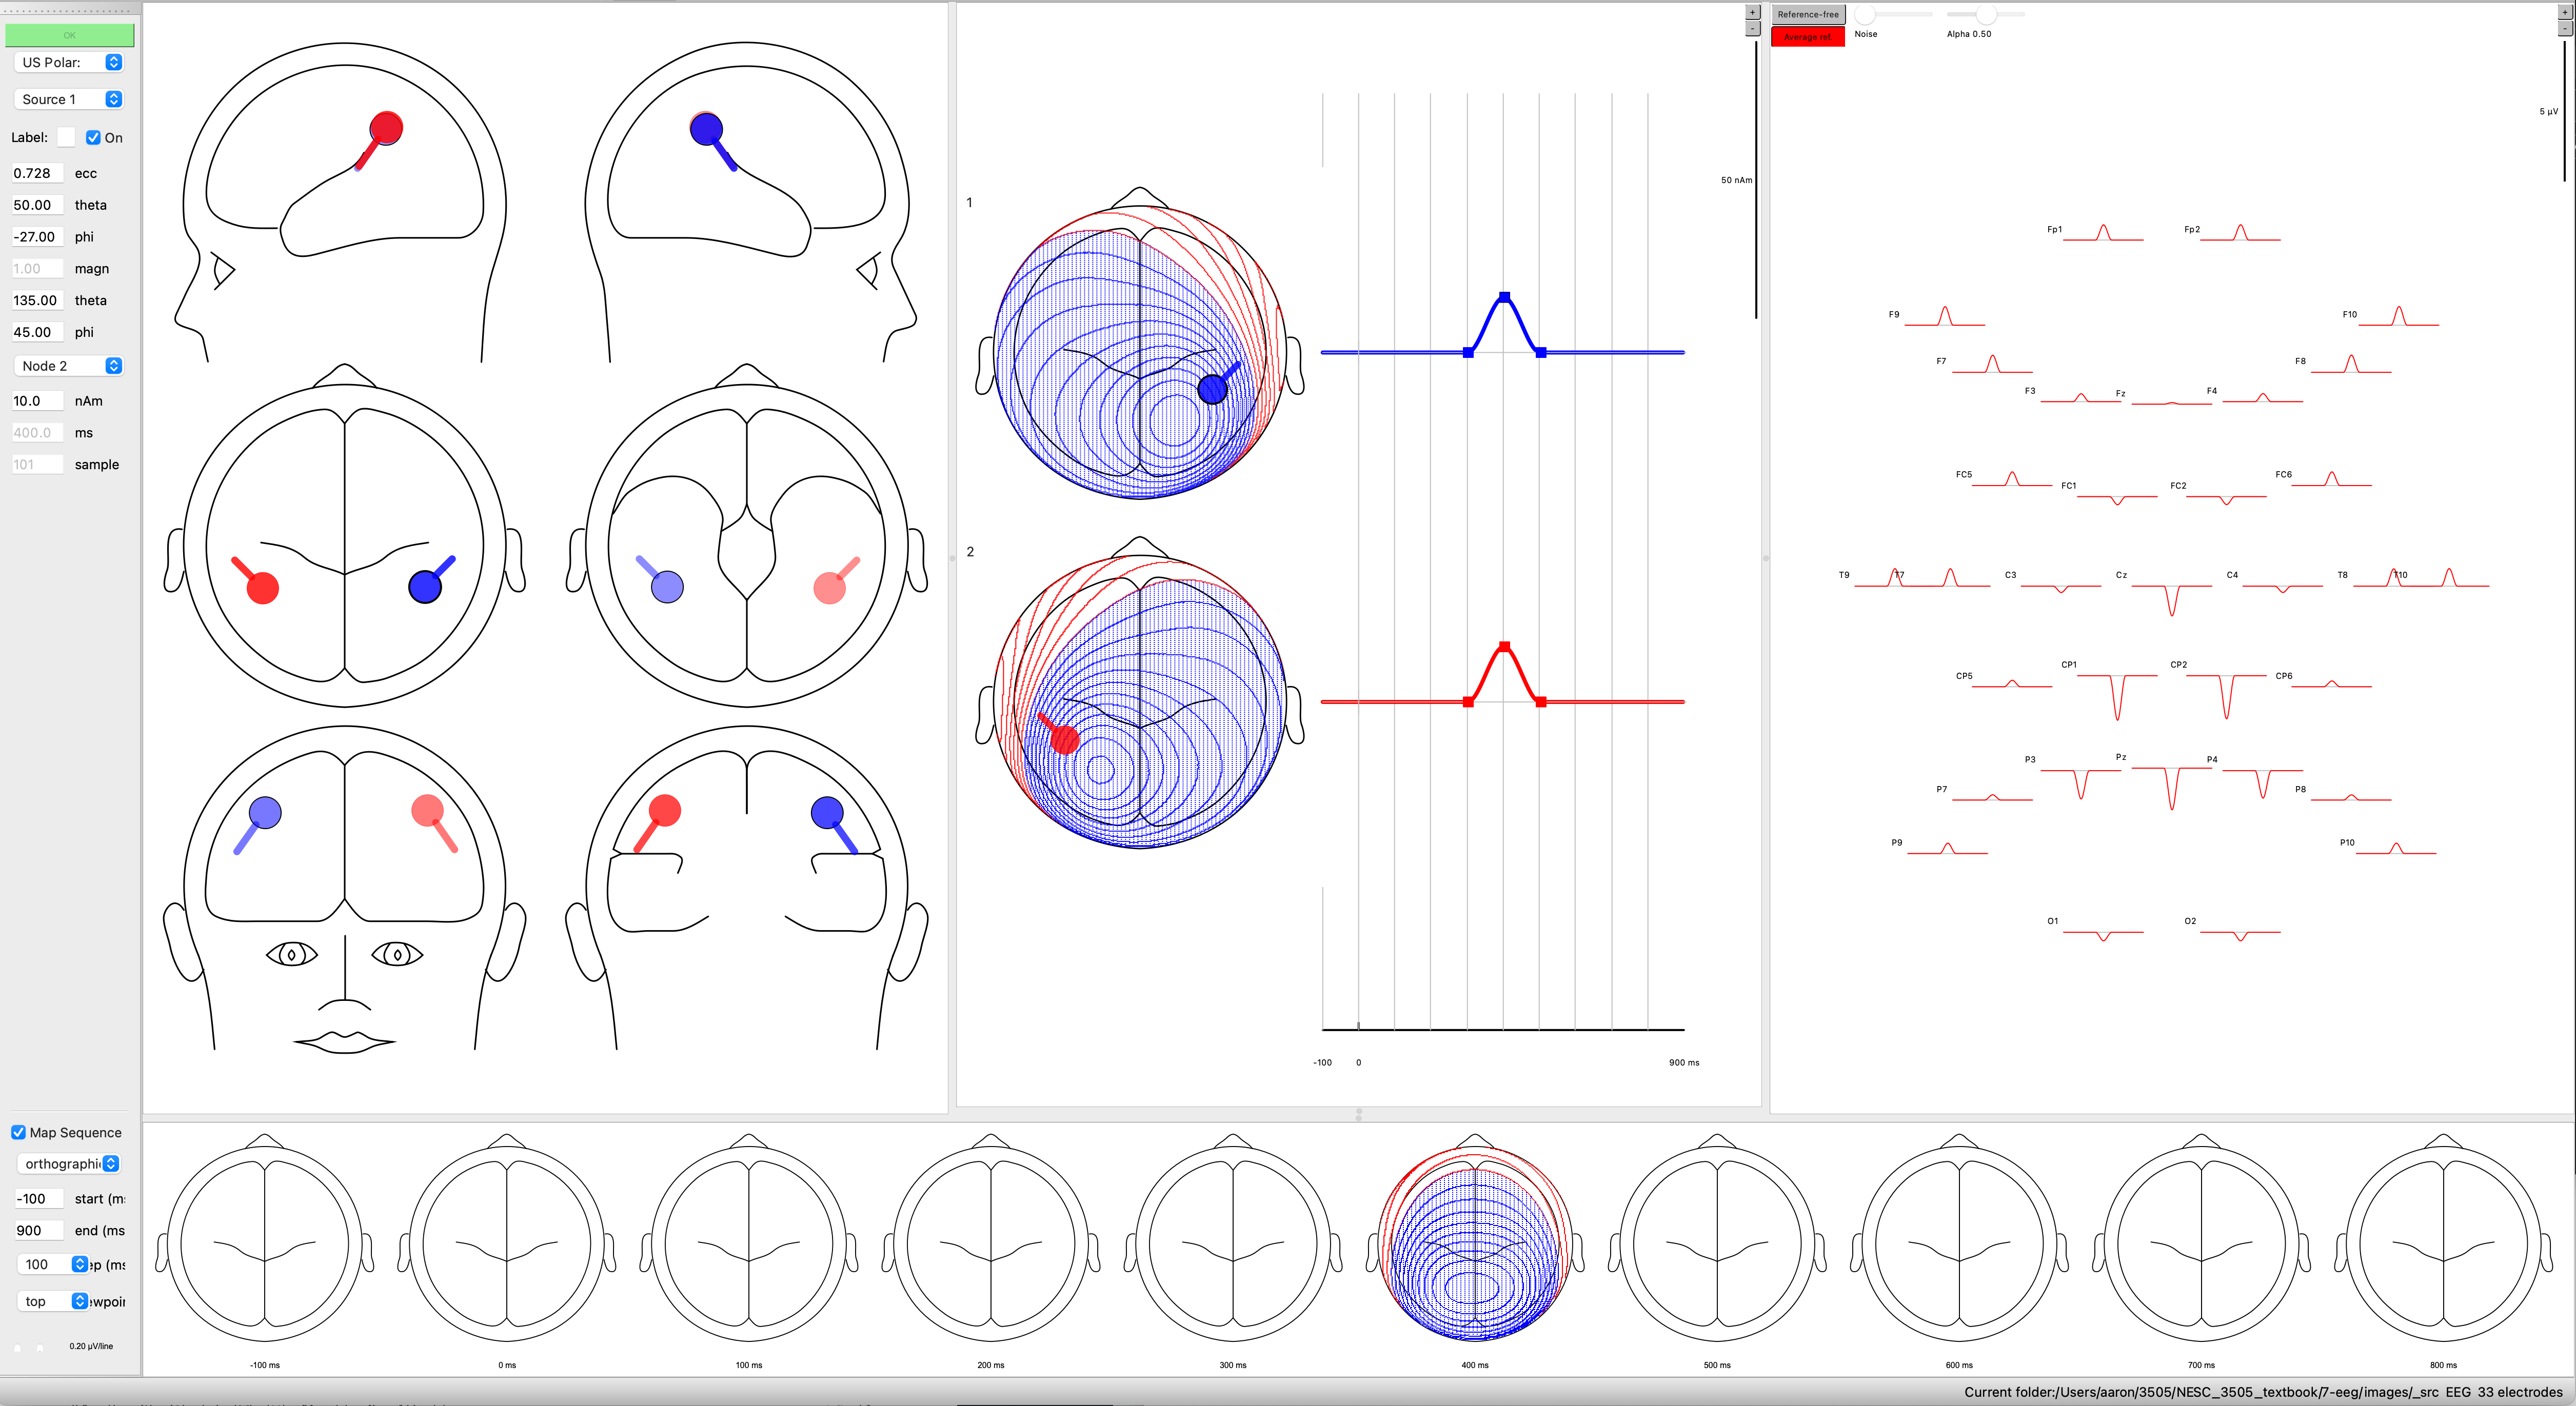 OK
US Polar:
Source 1
Label: On
0.728 ecc
50.00 theta
-27.00 phi
1.00 magn
135.00 theta
45.00 phi
Node 2
10.0 nAm
400.0 ms
101 sample
Map Sequence
orthographi
-100 start (m
900 end (ms
100 ep (ms
top ewpoin
0.20 µV/line
1
2
+
-
50 nAm
-100 0 900 ms
Reference-free
Average ref.
Noise
Alpha 0.50
+
-
5 µV
Fp1 Fp2
F9 F10
F7 F8
F3 Fz F4
FC5 FC6
FC1 FC2
T9 T7 C3 Cz C4 T8 T10
CP1 CP2
CP5 CP6
P3 Pz P4
P7 P8
P9 P10
O1 O2
-100 ms 0 ms 100 ms 200 ms 300 ms 400 ms 500 ms 600 ms 700 ms 800 ms
Current folder:/Users/aaron/3505/NESC_3505_textbook/7-eeg/images/_src EEG 33 electrodes